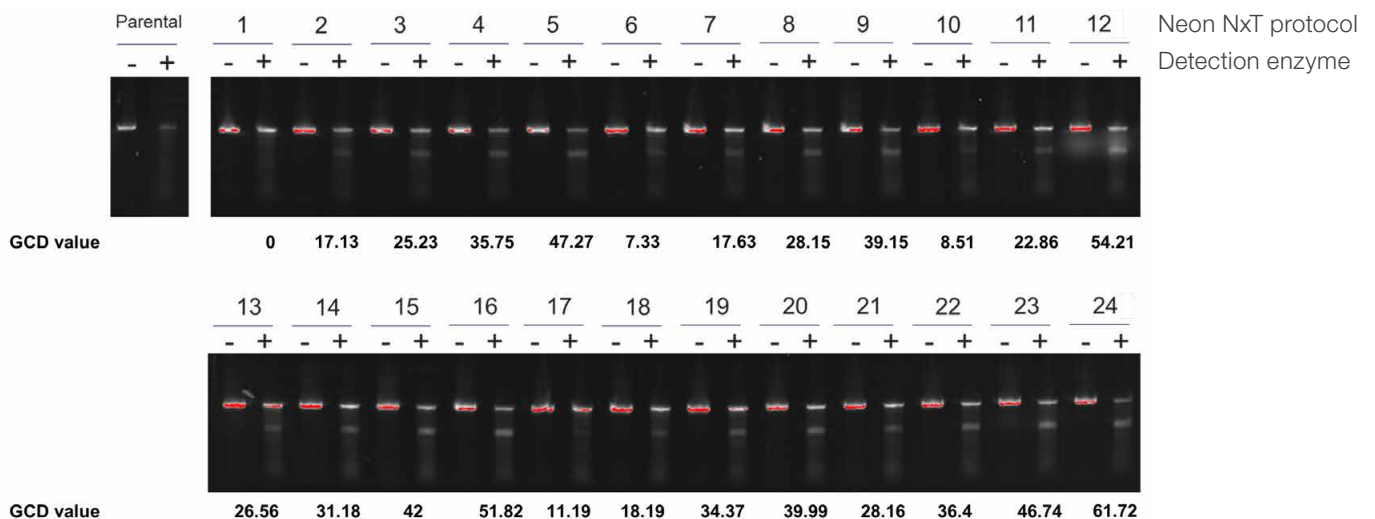 Parental 1 2 3 4 5 6 7 8 9 10 11 12 Neon NxT protocol
- + - + - + - + - + - + - + - + - + - + - + - + - + Detection enzyme
GCD value 0 17.13 25.23 35.75 47.27 7.33 17.63 28.15 39.15 8.51 22.86 54.21
13 14 15 16 17 18 19 20 21 22 23 24
- + - + - + - + - + - + - + - + - + - + - + - +
GCD value 26.56 31.18 42 51.82 11.19 18.19 34.37 39.99 28.16 36.4 46.74 61.72